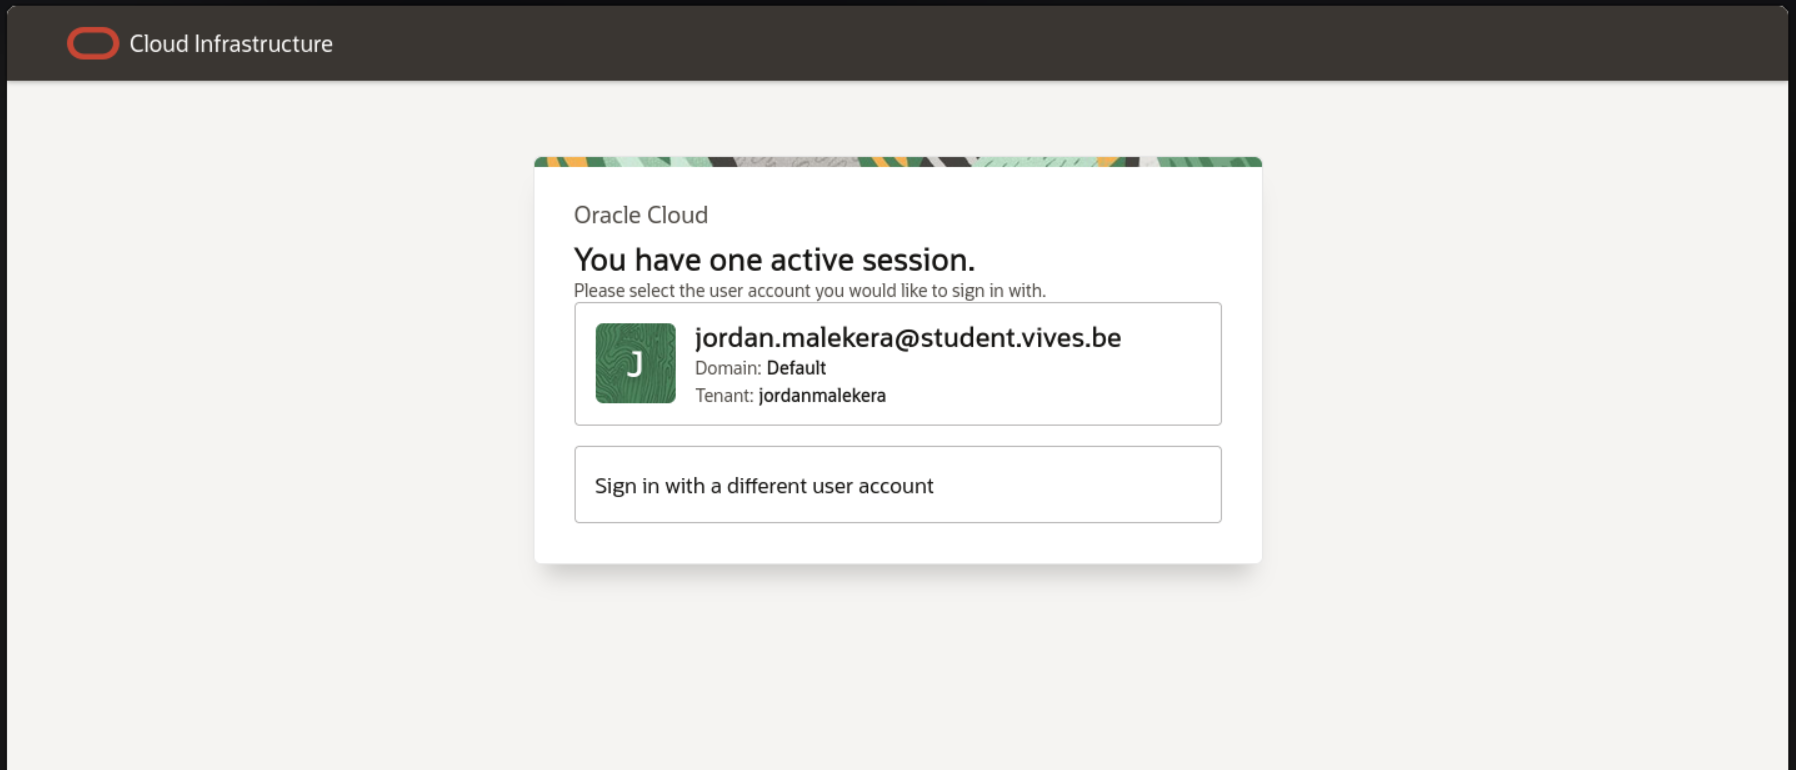 Cloud Infrastructure
Oracle Cloud
You have one active session.
Please select the user account you would like to sign in with.
J
jordan.malekera@student.vives.be
Domain: Default
Tenant: jordanmalekera
Sign in with a different user account